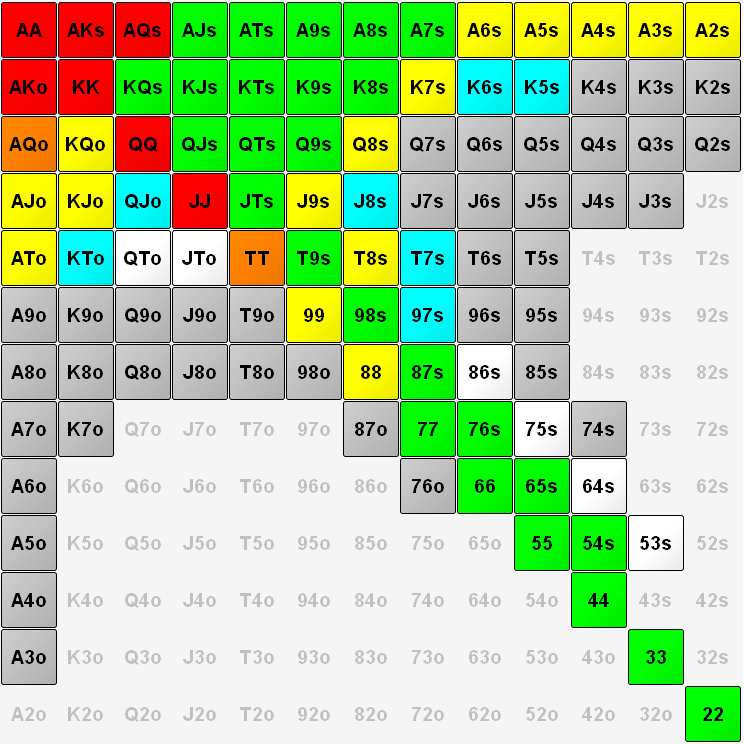 AA AKs AQs AJs ATs A9s A8s A7s A6s A5s A4s A3s A2s
AKo KK KQs KJs KTs K9s K8s K7s K6s K5s K4s K3s K2s
AQo KQo QQ QJs QTs Q9s Q8s Q7s Q6s Q5s Q4s Q3s Q2s
AJo KJo QJo JJ JTs J9s J8s J7s J6s J5s J4s J3s J2s
ATo KTo QTo JTo TT T9s T8s T7s T6s T5s T4s T3s T2s
A9o K9o Q9o J9o T9o 99 98s 97s 96s 95s 94s 93s 92s
A8o K8o Q8o J8o T8o 98o 88 87s 86s 85s 84s 83s 82s
A7o K7o Q7o J7o T7o 97o 87o 77 76s 75s 74s 73s 72s
A6o K6o Q6o J6o T6o 96o 86o 76o 66 65s 64s 63s 62s
A5o K5o Q5o J5o T5o 95o 85o 75o 65o 55 54s 53s 52s
A4o K4o Q4o J4o T4o 94o 84o 74o 64o 54o 44 43s 42s
A3o K3o Q3o J3o T3o 93o 83o 73o 63o 53o 43o 33 32s
A2o K2o Q2o J2o T2o 92o 82o 72o 62o 52o 42o 32o 22